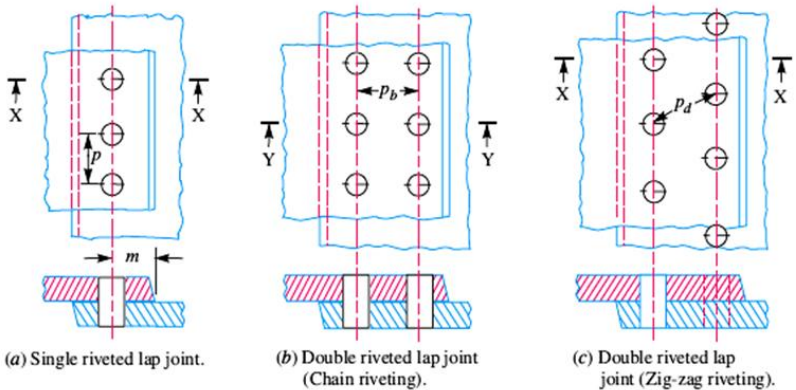 X X
p
m
(a) Single riveted lap joint.
p_b
Y Y
(b) Double riveted lap joint
(Chain riveting).
X X
p_d
(c) Double riveted lap
joint (Zig-zag riveting).